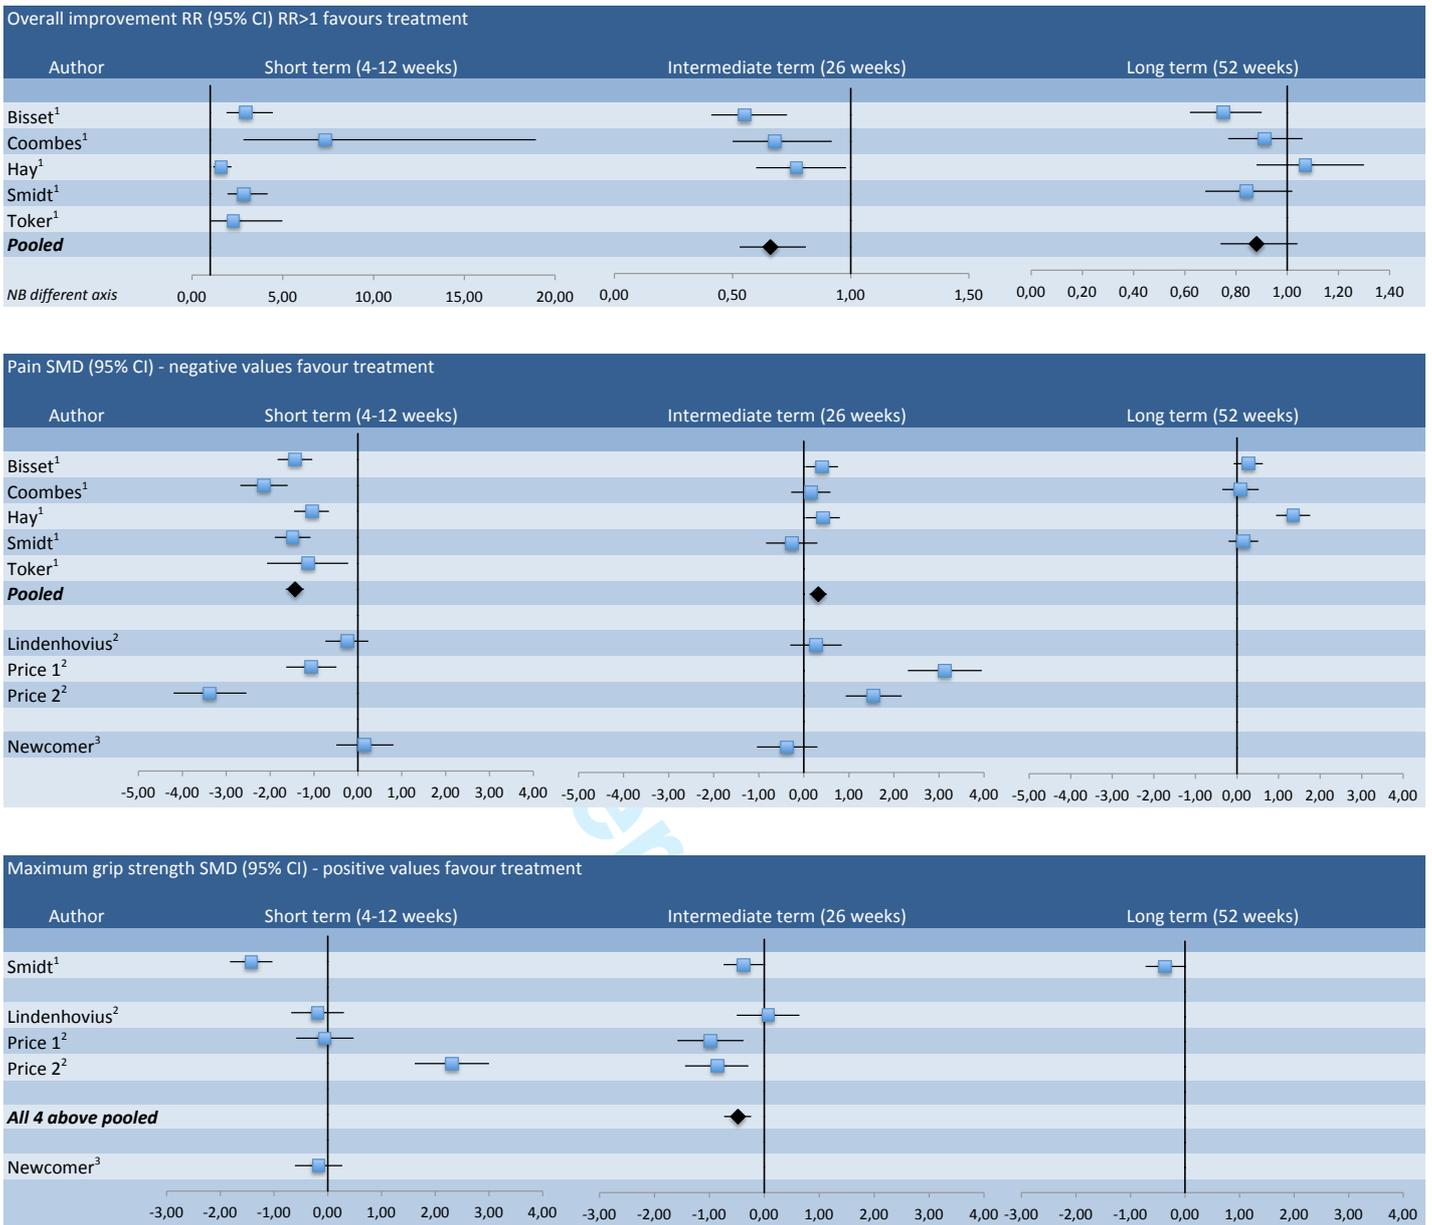 Overall improvement RR (95% CI) RR>1 favours treatment
Author Short term (4-12 weeks) Intermediate term (26 weeks) Long term (52 weeks)
Bisset1
Coombes1
Hay1
Smidt1
Toker1
Pooled
NB different axis 0,00 5,00 10,00 15,00 20,00 0,00 0,50 1,00 1,50 0,00 0,20 0,40 0,60 0,80 1,00 1,20 1,40
Pain SMD (95% CI) - negative values favour treatment
Author Short term (4-12 weeks) Intermediate term (26 weeks) Long term (52 weeks)
Bisset1
Coombes1
Hay1
Smidt1
Toker1
Pooled
Lindenhovius2
Price 12
Price 22
Newcomer3
-5,00 -4,00 -3,00 -2,00 -1,00 0,00 1,00 2,00 3,00 4,00 -5,00 -4,00 -3,00 -2,00 -1,00 0,00 1,00 2,00 3,00 4,00 -5,00 -4,00 -3,00 -2,00 -1,00 0,00 1,00 2,00 3,00 4,00
Maximum grip strength SMD (95% CI) - positive values favour treatment
Author Short term (4-12 weeks) Intermediate term (26 weeks) Long term (52 weeks)
Smidt1
Lindenhovius2
Price 12
Price 22
All 4 above pooled
Newcomer3
-3,00 -2,00 -1,00 0,00 1,00 2,00 3,00 4,00 -3,00 -2,00 -1,00 0,00 1,00 2,00 3,00 4,00 -3,00 -2,00 -1,00 0,00 1,00 2,00 3,00 4,00